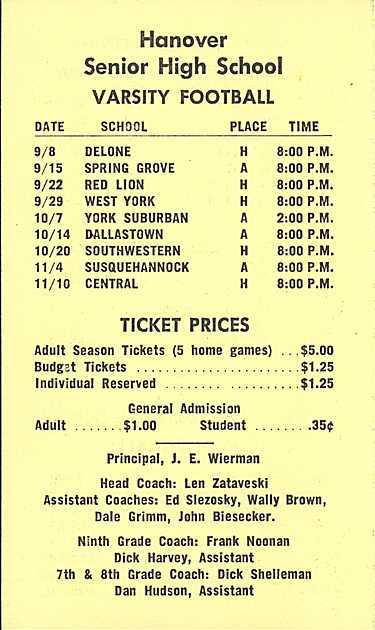 Hanover
Senior High School
VARSITY FOOTBALL
DATE SCHOOL PLACE TIME
9/8 DELONE H 8:00 P.M.
9/15 SPRING GROVE A 8:00 P.M.
9/22 RED LION H 8:00 P.M.
9/29 WEST YORK H 8:00 P.M.
10/7 YORK SUBURBAN A 2:00 P.M.
10/14 DALLASTOWN A 8:00 P.M.
10/20 SOUTHWESTERN H 8:00 P.M.
11/4 SUSQUEHANNOCK A 8:00 P.M.
11/10 CENTRAL H 8:00 P.M.
TICKET PRICES
Adult Season Tickets (5 home games) ...$5.00
Budget Tickets ........................$1.25
Individual Reserved ........ ..........$1.25
General Admission
Adult ......$1.00 Student ........35¢
Principal, J. E. Wierman
Head Coach: Len Zataveski
Assistant Coaches: Ed Slezosky, Wally Brown,
Dale Grimm, John Biesecker.
Ninth Grade Coach: Frank Noonan
Dick Harvey, Assistant
7th & 8th Grade Coach: Dick Shelleman
Dan Hudson, Assistant